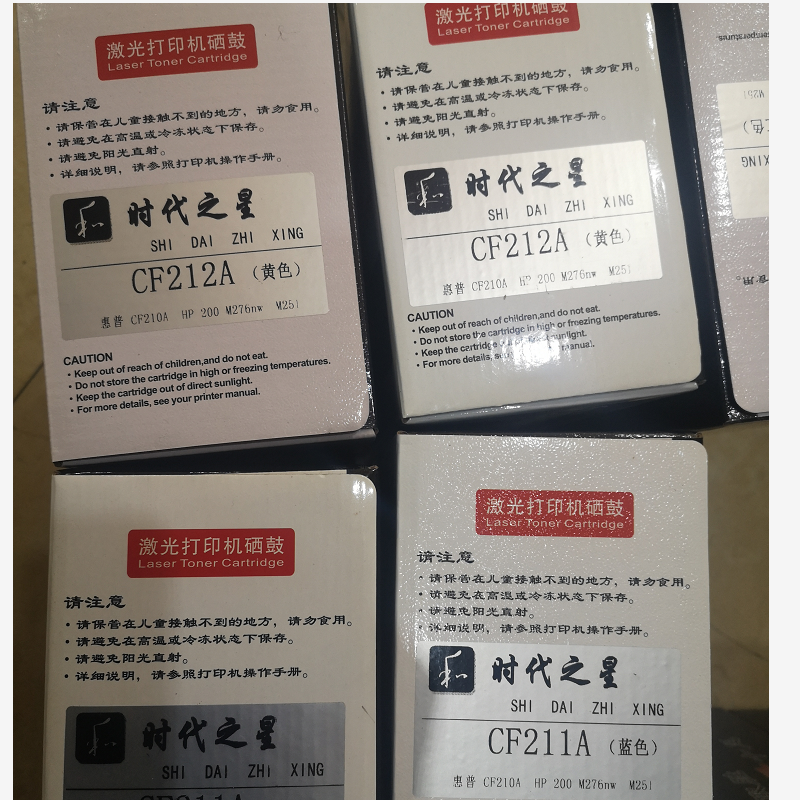 激光打印机硒鼓
Laser Toner Cartridge
请注意
• 请保管在儿童接触不到的地方，请勿食用。
• 请避免在高温或冷冻状态下保存。
• 请避免阳光直射。
• 详细说明，请参照打印机操作手册。
时代之星
SHI DAI ZHI XING
CF212A（黄色）
惠普 CF210A HP 200 M276nw M251
CAUTION
• Keep out of reach of children,and do not eat.
• Do not store the cartridge in high or freezing temperatures.
• Keep the cartridge out of direct sunlight.
• For more details, see your printer manual.
激光打印机硒鼓
Laser Toner Cartridge
请注意
• 请保管在儿童接触不到的地方，请勿食用。
• 请避免在高温或冷冻状态下保存。
• 请避免阳光直射。
• 详细说明，请参照打印机操作手册。
时代之星
SHI DAI ZHI XING
CF212A（黄色）
惠普 CF210A HP 200 M276nw M251
CAUTION
• Keep out of reach of children,and do not eat.
• Do not store the cartridge in high or freezing temperatures.
• Keep the cartridge out of direct sunlight.
• For more details, manual.
M251
色）
XING
食用。
激光打印机硒鼓
Laser Toner Cartridge
请注意
• 请保管在儿童接触不到的地方，请勿食用。
• 请避免在高温或冷冻状态下保存。
• 请避免阳光直射。
• 详细说明，请参照打印机操作手册。
时代之星
SHI DAI ZHI XING
CF211A
激光打印机硒鼓
Laser Toner Cartridge
请注意
• 请保管在儿童接触不到的地方，请勿食用。
• 请避免在高温或冷冻状态下保存。
• 请避免阳光直射。
• 详细说明，请参照打印机操作手册。
时代之星
SHI DAI ZHI XING
CF211A（蓝色）
惠普 CF210A HP 200 M276nw M251